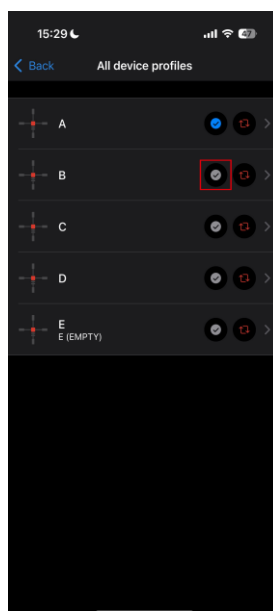 15:29
47
Back
All device profiles
A
B
C
D
E
E (EMPTY)